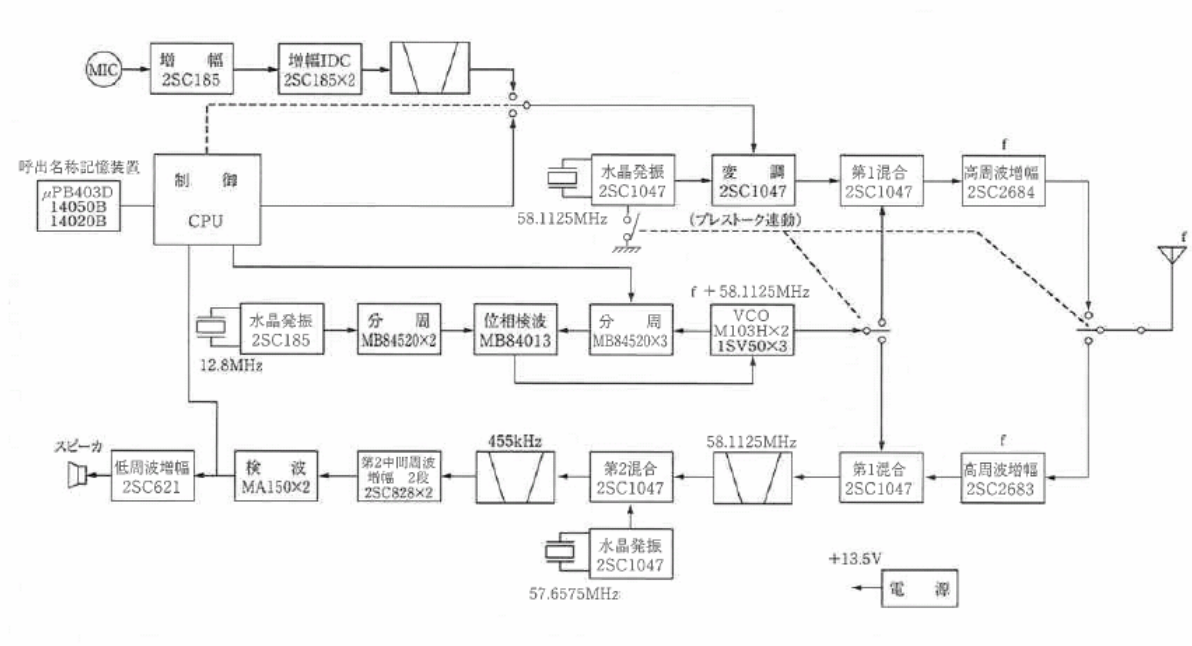 MIC
増 幅
2SC185
増幅IDC
2SC185×2
呼出名称記憶装置
μPB403D
14050B
14020B
制 御
CPU
58.1125MHz
水晶発振
2SC1047
変 調
2SC1047
(プレストーク連動)
第1混合
2SC1047
f
高周波増幅
2SC2684
f
12.8MHz
水晶発振
2SC185
分 周
MB84520×2
位相検波
MB84013
分 周
MB84520×3
f + 58.1125MHz
VCO
M103H×2
1SV50×3
スピーカ
低周波増幅
2SC621
検 波
MA150×2
第2中間周波
増幅 2段
2SC828×2
455kHz
第2混合
2SC1047
58.1125MHz
第1混合
2SC1047
f
高周波増幅
2SC2683
水晶発振
2SC1047
57.6575MHz
+13.5V
電 源